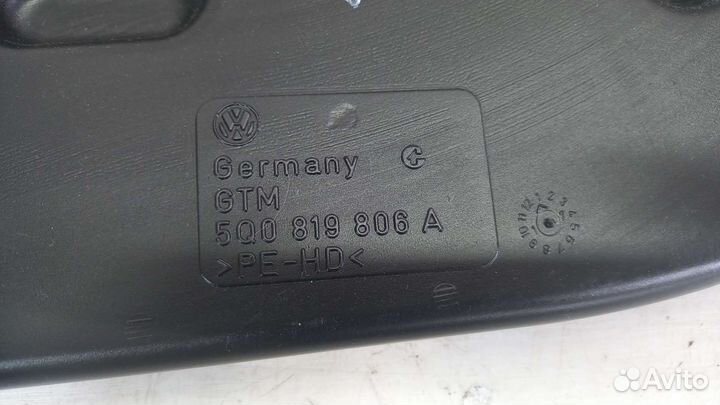 Germany
GTM
5Q0 819 806 A
>PE-HD<
Avito